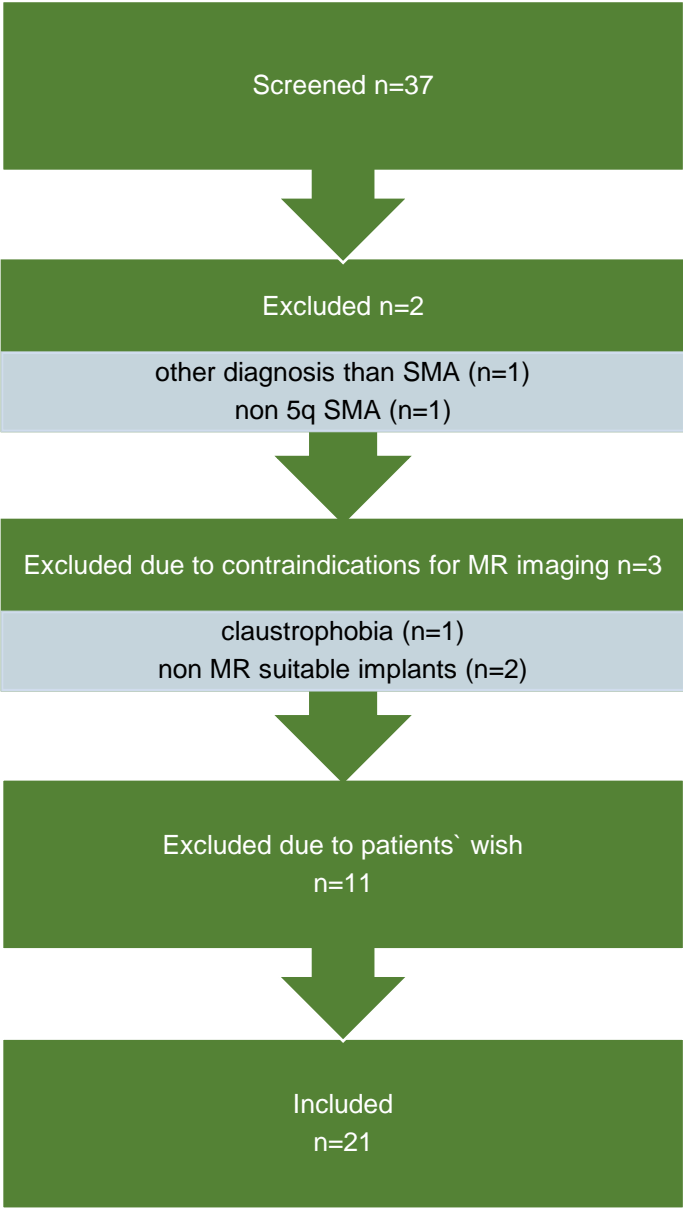 Screened n=37
Excluded n=2
other diagnosis than SMA (n=1)
non 5q SMA (n=1)
Excluded due to contraindications for MR imaging n=3
claustrophobia (n=1)
non MR suitable implants (n=2)
Excluded due to patients` wish
n=11
Included
n=21